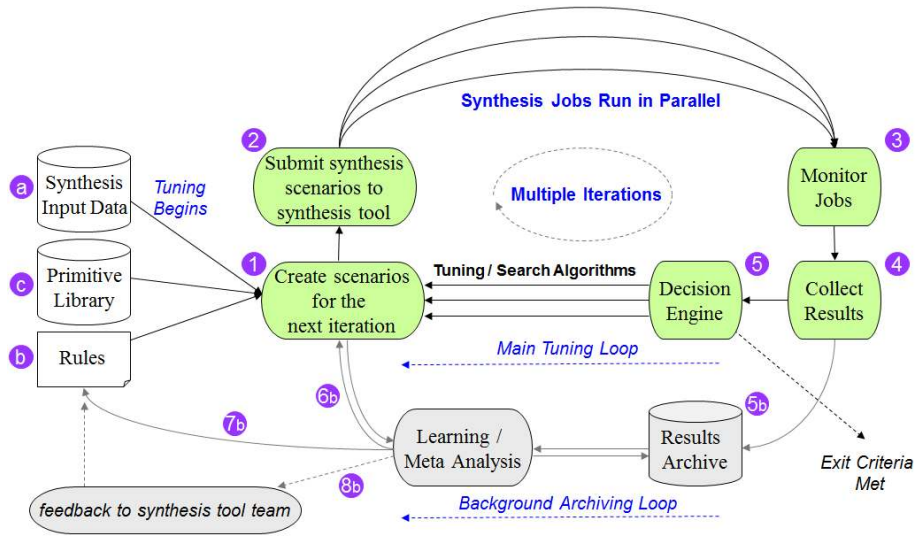 Synthesis Jobs Run in Parallel
2
3
Submit synthesis
scenarios to
synthesis tool
Multiple Iterations
Monitor
Jobs
a
Synthesis
Input Data
Tuning
Begins
c
Primitive
Library
b
Rules
1
Create scenarios
for the
next iteration
Tuning / Search Algorithms
5
Decision
Engine
4
Collect
Results
Main Tuning Loop
6b
7b
5b
Learning /
Meta Analysis
Results
Archive
8b
Exit Criteria
Met
feedback to synthesis tool team
Background Archiving Loop